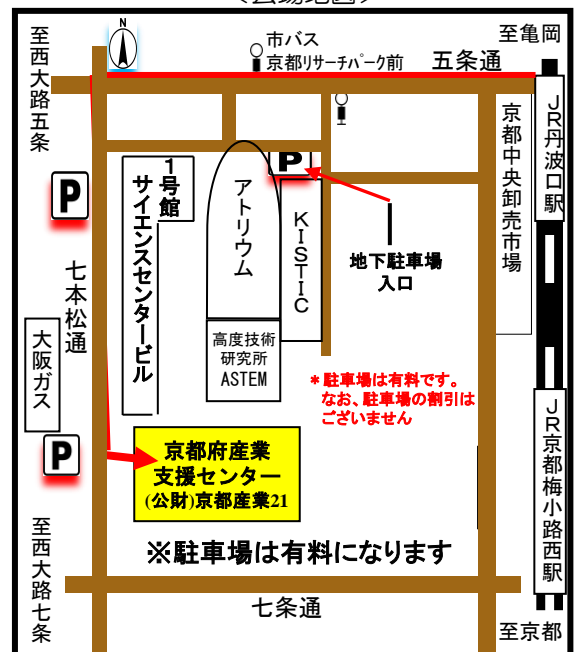 N
至西大路五条
市バス
京都リサーチパーク前
五条通
至亀岡
JR丹波口駅
京都中央卸売市場
P
1号館
サイエンスセンタービル
アトリウム
KISTIC
P
地下駐車場
入口
七本松通
大阪ガス
高度技術
研究所
ASTEM
*駐車場は有料です。
なお、駐車場の割引は
ございません
P
京都府産業
支援センター
(公財)京都産業21
JR京都梅小路西駅
※駐車場は有料になります
至西大路七条
七条通
至京都